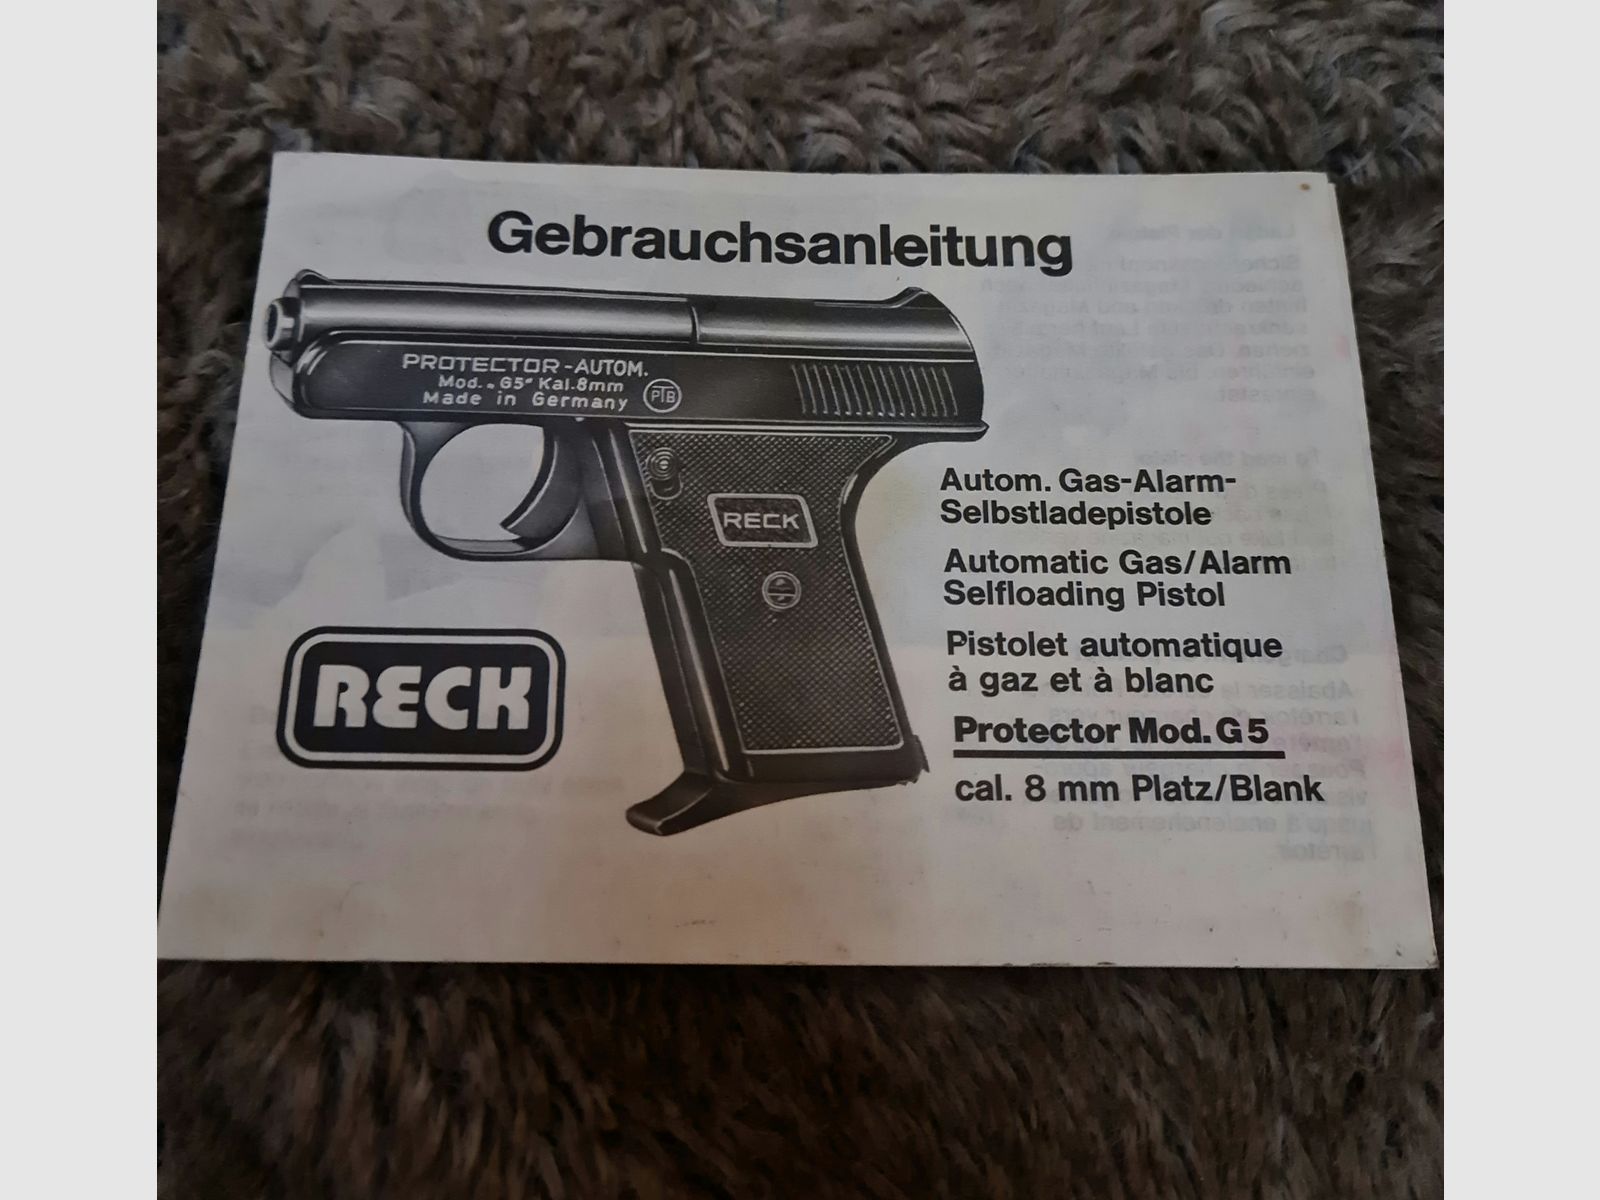 Gebrauchsanleitung
PROTECTOR-AUTOM.
Mod. „G5“ Kal. 8mm
Made in Germany
PTB
RECK
RECK
Autom. Gas-Alarm-
Selbstladepistole
Automatic Gas/Alarm
Selfloading Pistol
Pistolet automatique
à gaz et à blanc
Protector Mod. G5
cal. 8 mm Platz/Blank